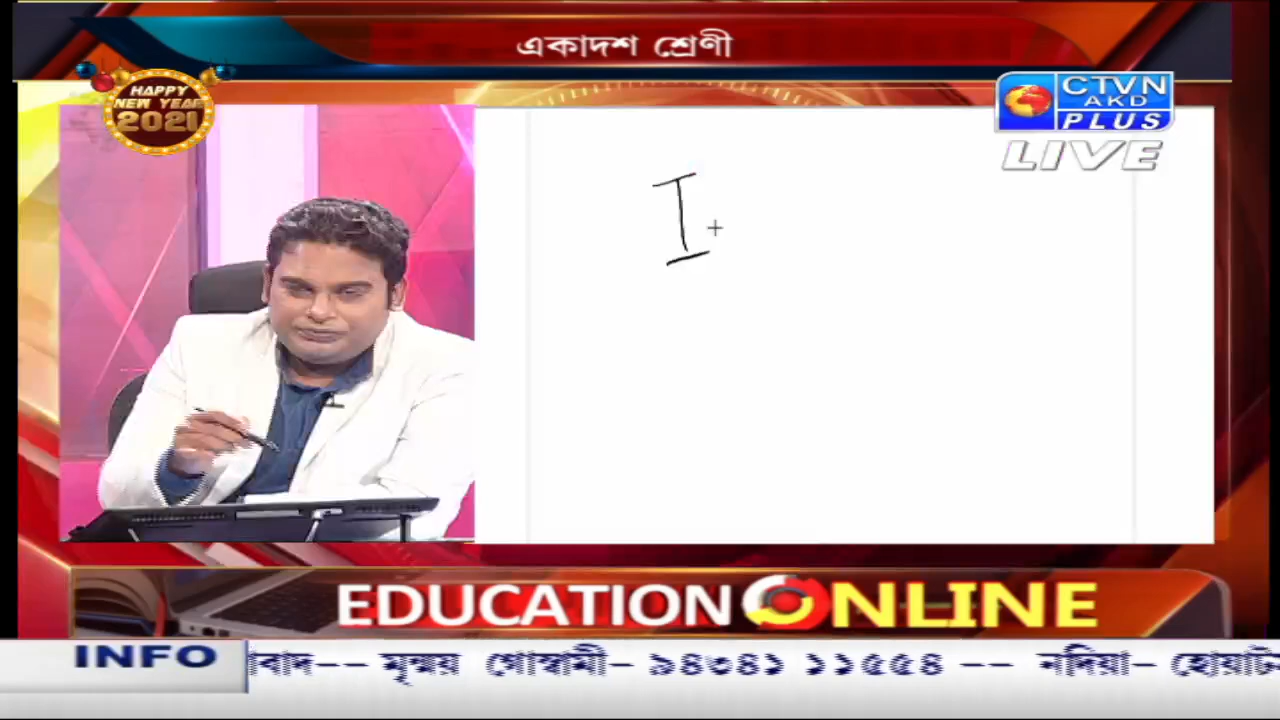 একাদশ শ্রেণী
HAPPY
NEW YEAR
2021
CTVN
AKD
PLUS
LIVE
I
EDUCATION ONLINE
INFO
বাদ-- মৃন্ময় গোস্বামী- ৯৪৩৪১ ১১৫৫৪ -- নদিয়া-